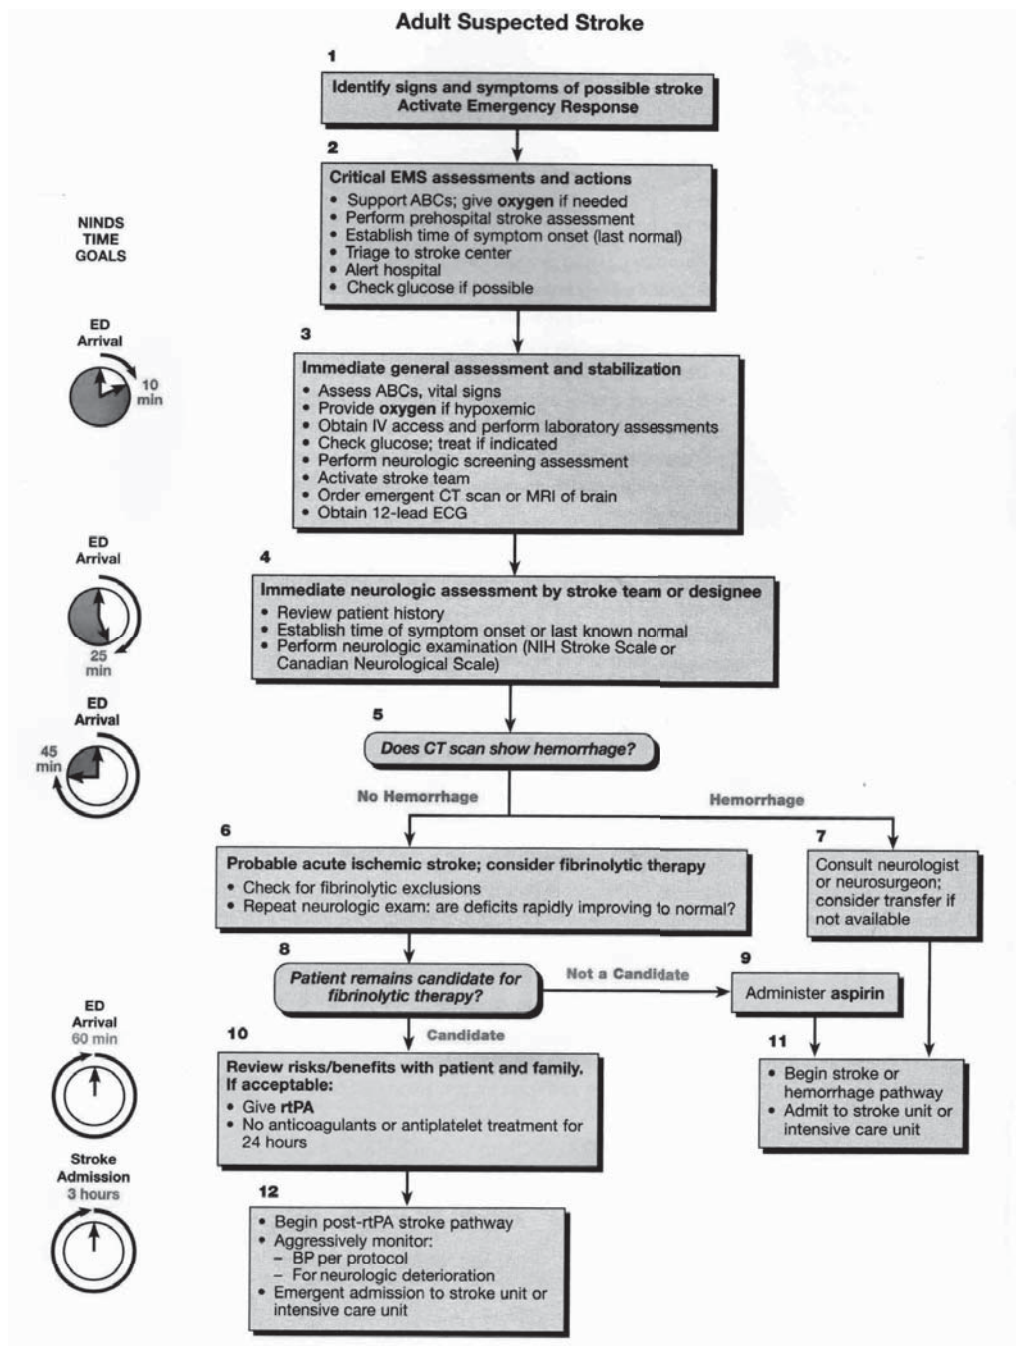 Adult Suspected Stroke
1
Identify signs and symptoms of possible stroke
Activate Emergency Response
2
Critical EMS assessments and actions
• Support ABCs; give oxygen if needed
• Perform prehospital stroke assessment
• Establish time of symptom onset (last normal)
• Triage to stroke center
• Alert hospital
• Check glucose if possible
NINDS
TIME
GOALS
ED
Arrival
10
min
3
Immediate general assessment and stabilization
• Assess ABCs, vital signs
• Provide oxygen if hypoxemic
• Obtain IV access and perform laboratory assessments
• Check glucose; treat if indicated
• Perform neurologic screening assessment
• Activate stroke team
• Order emergent CT scan or MRI of brain
• Obtain 12-lead ECG
ED
Arrival
25
min
4
Immediate neurologic assessment by stroke team or designee
• Review patient history
• Establish time of symptom onset or last known normal
• Perform neurologic examination (NIH Stroke Scale or
Canadian Neurological Scale)
ED
Arrival
45
min
5
Does CT scan show hemorrhage?
No Hemorrhage
Hemorrhage
6
Probable acute ischemic stroke; consider fibrinolytic therapy
• Check for fibrinolytic exclusions
• Repeat neurologic exam: are deficits rapidly improving to normal?
7
Consult neurologist
or neurosurgeon;
consider transfer if
not available
8
Patient remains candidate for
fibrinolytic therapy?
Not a Candidate
9
Administer aspirin
Candidate
ED
Arrival
60 min
10
Review risks/benefits with patient and family.
If acceptable:
• Give rtPA
• No anticoagulants or antiplatelet treatment for
24 hours
11
• Begin stroke or
hemorrhage pathway
• Admit to stroke unit or
intensive care unit
Stroke
Admission
3 hours
12
• Begin post-rtPA stroke pathway
• Aggressively monitor:
– BP per protocol
– For neurologic deterioration
• Emergent admission to stroke unit or
intensive care unit